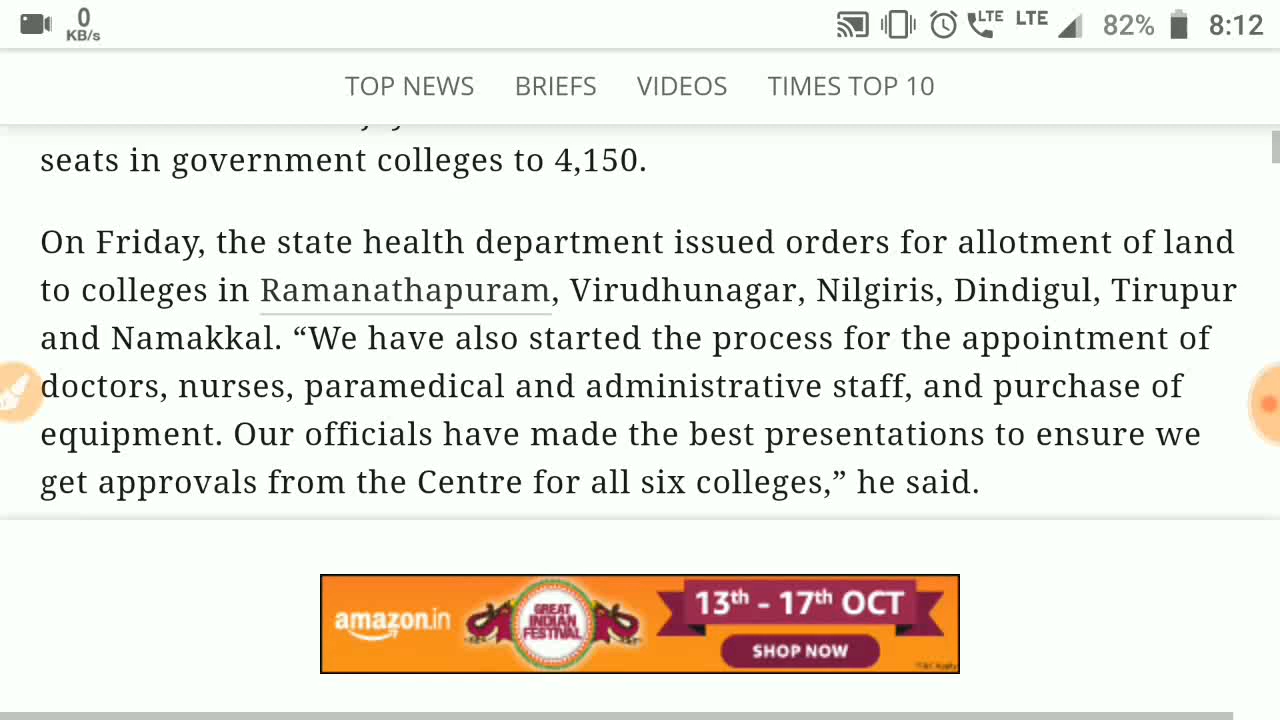 0
KB/s
LTE LTE 82% 8:12
TOP NEWS BRIEFS VIDEOS TIMES TOP 10
seats in government colleges to 4,150.
On Friday, the state health department issued orders for allotment of land
to colleges in Ramanathapuram, Virudhunagar, Nilgiris, Dindigul, Tirupur
and Namakkal. “We have also started the process for the appointment of
doctors, nurses, paramedical and administrative staff, and purchase of
equipment. Our officials have made the best presentations to ensure we
get approvals from the Centre for all six colleges,” he said.
amazon.in
GREAT
INDIAN
FESTIVAL
13th - 17th OCT
SHOP NOW